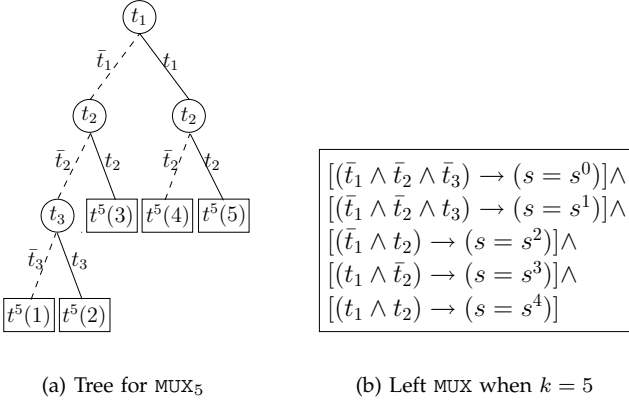 t₁
t̄₁ t₁
t₂ t₂
t̄₂ t₂ t̄₂ t₂
t₃ t⁵(3) t⁵(4) t⁵(5)
t̄₃ t₃
t⁵(1) t⁵(2)
(a) Tree for MUX₅
[(t̄₁ ∧ t̄₂ ∧ t̄₃) → (s = s⁰)]∧
[(t̄₁ ∧ t̄₂ ∧ t₃) → (s = s¹)]∧
[(t̄₁ ∧ t₂) → (s = s²)]∧
[(t₁ ∧ t̄₂) → (s = s³)]∧
[(t₁ ∧ t₂) → (s = s⁴)]
(b) Left MUX when k = 5